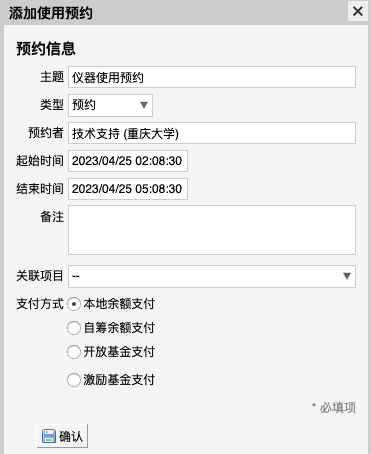 添加使用预约
预约信息
主题 仪器使用预约
类型 预约
预约者 技术支持 (重庆大学)
起始时间 2023/04/25 02:08:30
结束时间 2023/04/25 05:08:30
备注
关联项目 --
支付方式 本地余额支付
自筹余额支付
开放基金支付
激励基金支付
* 必填项
确认